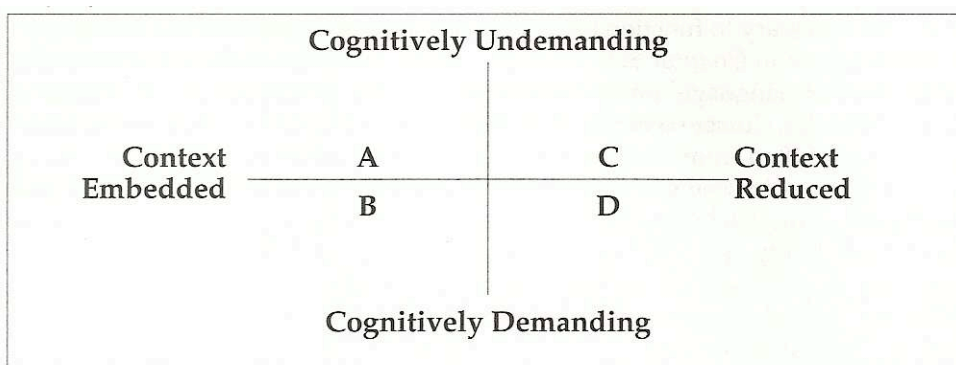 Cognitively Undemanding
Context A C Context
Embedded Reduced
B D
Cognitively Demanding